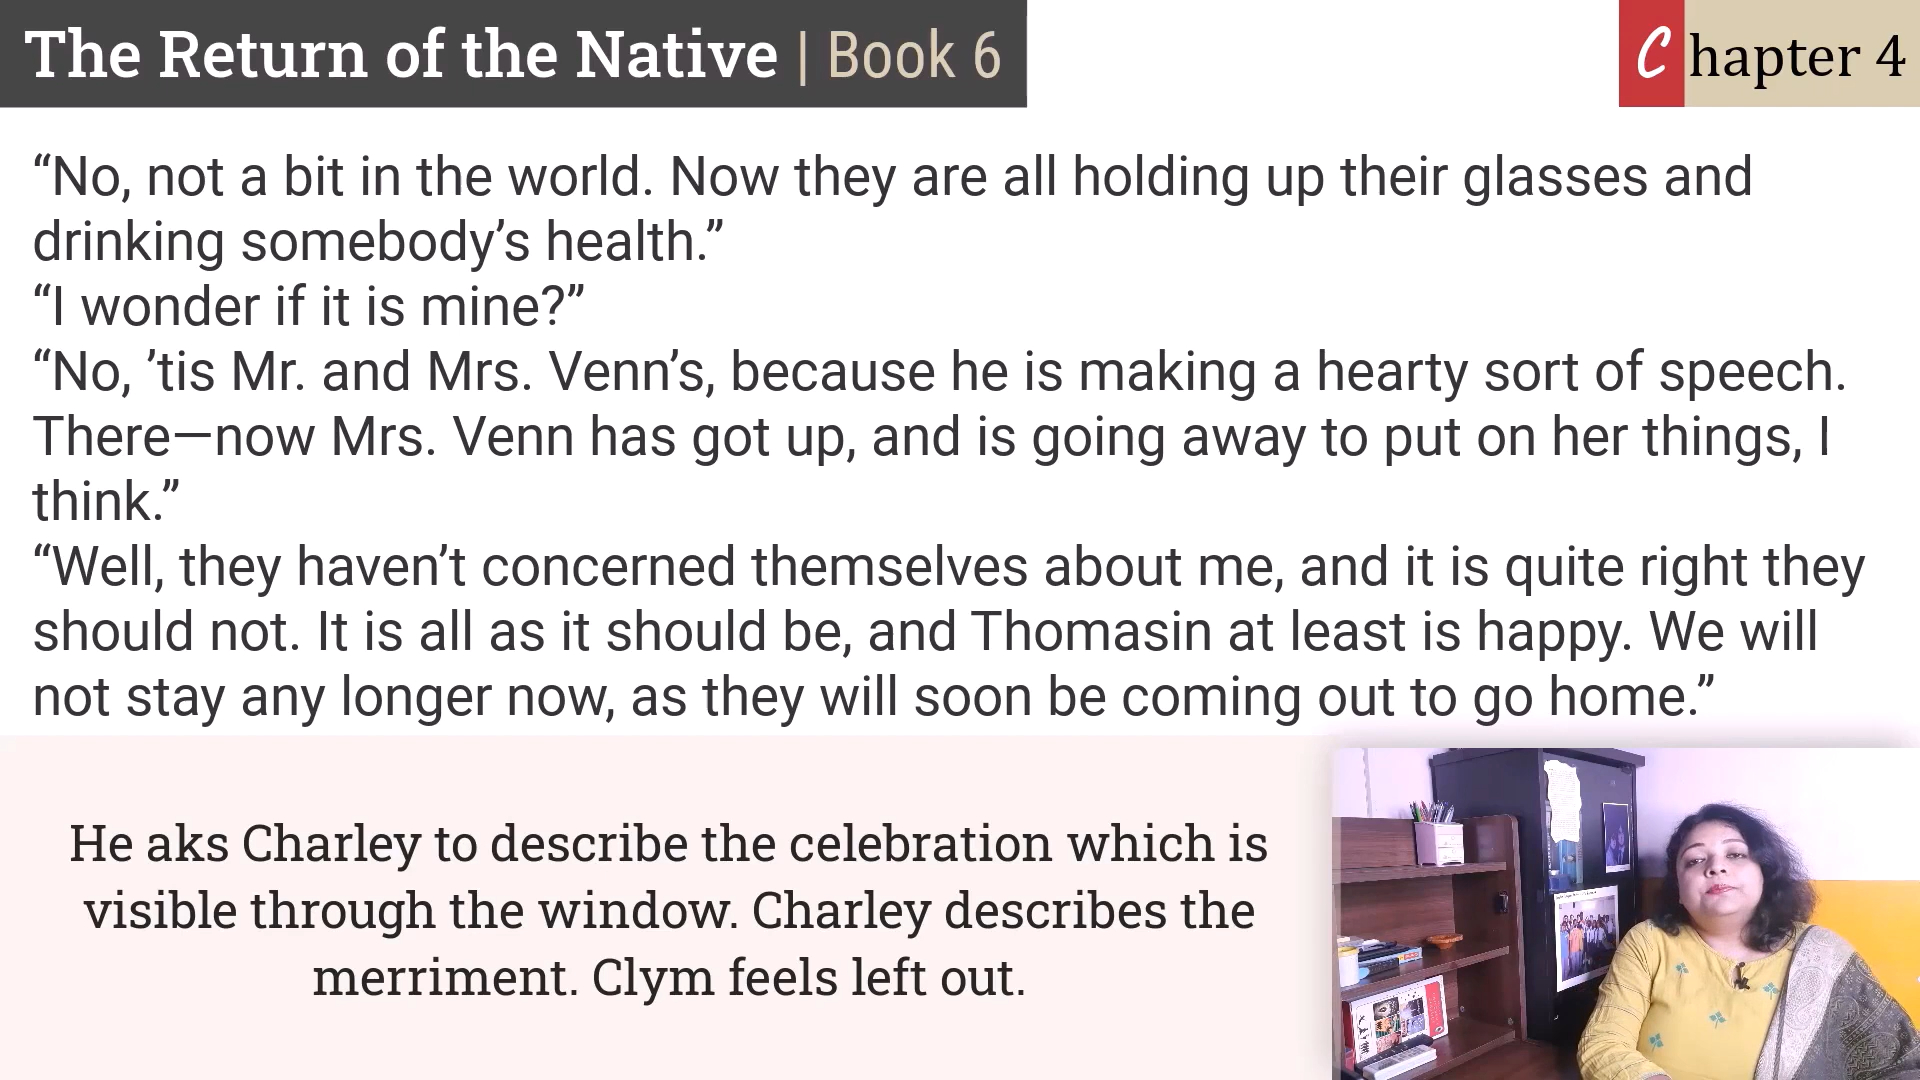 The Return of the Native | Book 6
Chapter 4
“No, not a bit in the world. Now they are all holding up their glasses and
drinking somebody’s health.”
“I wonder if it is mine?”
“No, ’tis Mr. and Mrs. Venn’s, because he is making a hearty sort of speech.
There—now Mrs. Venn has got up, and is going away to put on her things, I
think.”
“Well, they haven’t concerned themselves about me, and it is quite right they
should not. It is all as it should be, and Thomasin at least is happy. We will
not stay any longer now, as they will soon be coming out to go home.”
He aks Charley to describe the celebration which is
visible through the window. Charley describes the
merriment. Clym feels left out.